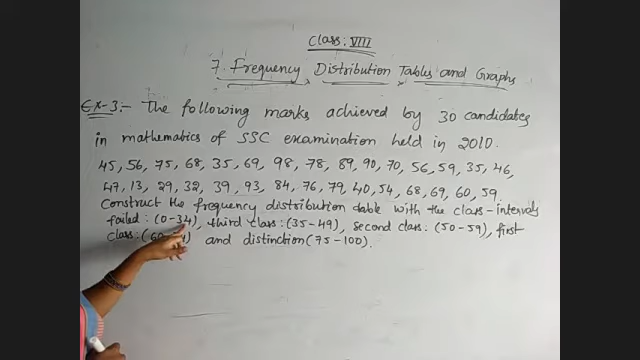 Class: VIII
7. Frequency Distribution Tables and Graphs
EX-3:- The following marks achieved by 30 candidates
in mathematics of SSC examination held in 2010.
45, 56, 75, 68, 35, 69, 98, 78, 89, 90, 70, 56, 59, 35, 46,
47, 13, 29, 32, 39, 93, 84, 76, 79, 40, 54, 68, 69, 60, 59.
Construct the frequency distribution table with the class-intervals
failed: (0-34), third class: (35-49), second class: (50-59), first
class: and distinction (75-100).